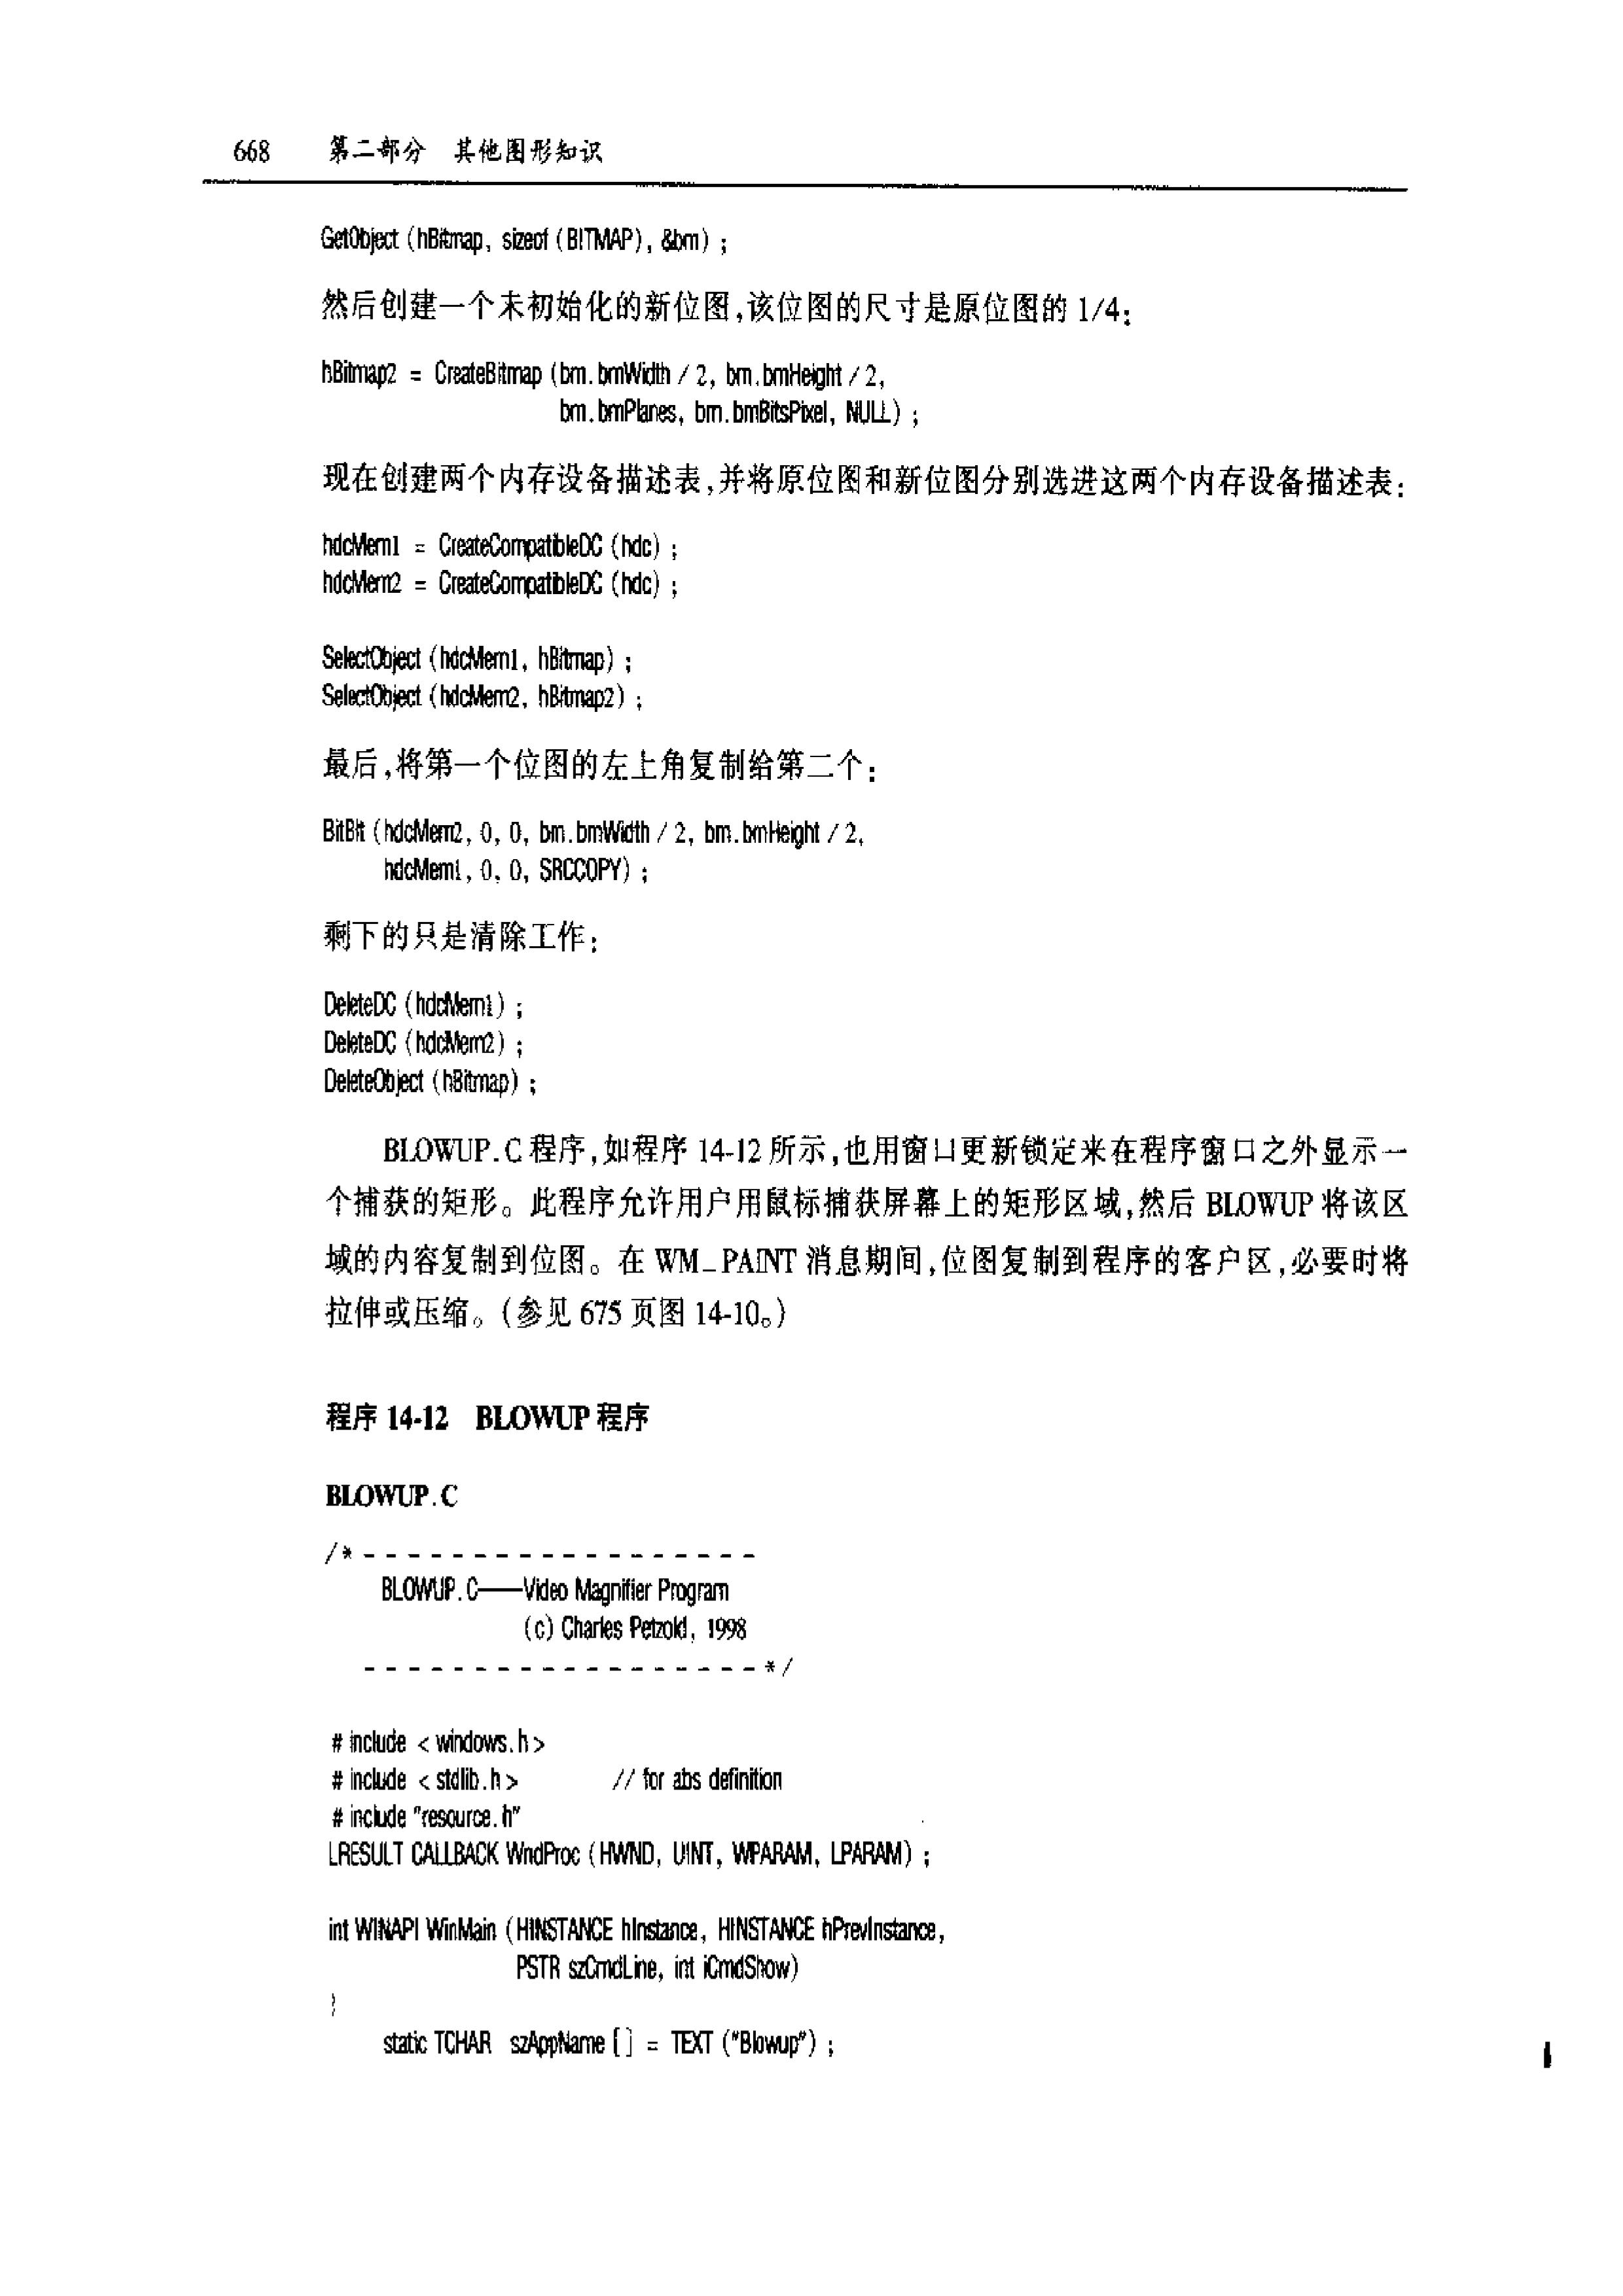 668 第二部分 其他图形知识
GetObject (hBitmap, sizeof (BITMAP), &bm) ;
然后创建一个未初始化的新位图,该位图的尺寸是原位图的 1/4:
hBitmap2 = CreateBitmap (bm.bmWidth / 2, bm.bmHeight / 2,
bm.bmPlanes, bm.bmBitsPixel, NULL) ;
现在创建两个内存设备描述表,并将原位图和新位图分别选进这两个内存设备描述表:
hdcMem1 = CreateCompatibleDC (hdc) ;
hdcMem2 = CreateCompatibleDC (hdc) ;
SelectObject (hdcMem1, hBitmap) ;
SelectObject (hdcMem2, hBitmap2) ;
最后,将第一个位图的左上角复制给第二个:
BitBlt (hdcMem2, 0, 0, bm.bmWidth / 2, bm.bmHeight / 2,
hdcMem1, 0, 0, SRCCOPY) ;
剩下的只是清除工作:
DeleteDC (hdcMem1) ;
DeleteDC (hdcMem2) ;
DeleteObject (hBitmap) ;
BLOWUP.C 程序,如程序 14-12 所示,也用窗口更新锁定来在程序窗口之外显示一
个捕获的矩形。此程序允许用户用鼠标捕获屏幕上的矩形区域,然后 BLOWUP 将该区
域的内容复制到位图。在 WM_PAINT 消息期间,位图复制到程序的客户区,必要时将
拉伸或压缩。(参见 675 页图 14-10。)
程序 14-12 BLOWUP 程序
BLOWUP.C
/* - - - - - - - - - - - - - - - - - -
BLOWUP.C——Video Magnifier Program
(c) Charles Petzold, 1998
- - - - - - - - - - - - - - - - - - */
# include < windows.h >
# include < stdlib.h > // for abs definition
# include "resource.h"
LRESULT CALLBACK WndProc (HWND, UINT, WPARAM, LPARAM) ;
int WINAPI WinMain (HINSTANCE hInstance, HINSTANCE hPrevInstance,
PSTR szCmdLine, int iCmdShow)
{
static TCHAR szAppName [] = TEXT ("Blowup") ;